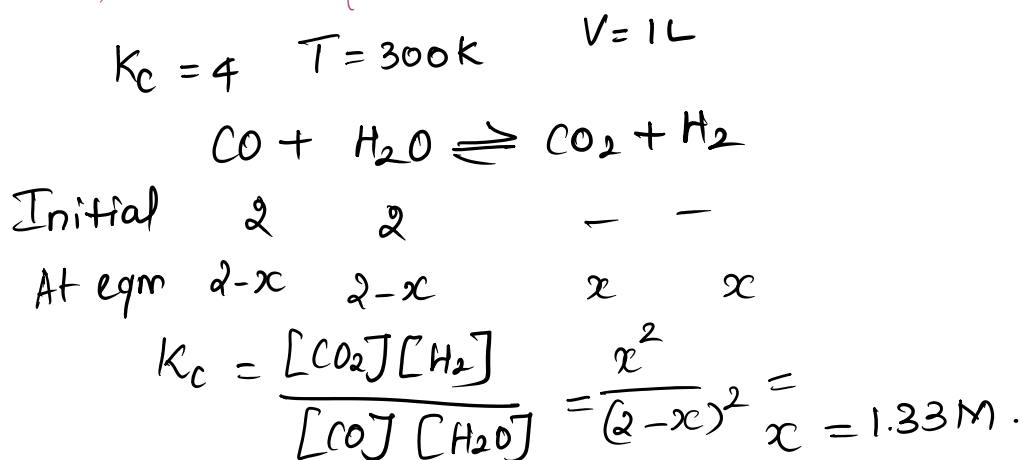 Kc = 4 T = 300K V = 1L
CO + H2O ⇌ CO2 + H2
Initial 2 2 – –
At eqm 2-x 2-x x x
Kc = [CO2][H2] / [CO][H2O] = x² / (2-x)² =
x = 1.33M.